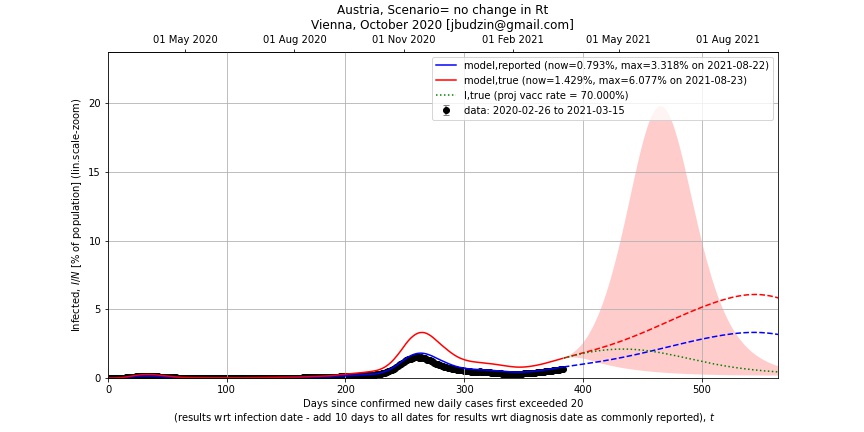 Austria, Scenario= no change in Rt
Vienna, October 2020 [jbudzin@gmail.com]
01 May 2020 01 Aug 2020 01 Nov 2020 01 Feb 2021 01 May 2021 01 Aug 2021
model,reported (now=0.793%, max=3.318% on 2021-08-22)
model,true (now=1.429%, max=6.077% on 2021-08-23)
I,true (proj vacc rate = 70.000%)
data: 2020-02-26 to 2021-03-15
Infected, I/N [% of population] (lin.scale-zoom)
20
15
10
5
0
0 100 200 300 400 500
Days since confirmed new daily cases first exceeded 20
(results wrt infection date - add 10 days to all dates for results wrt diagnosis date as commonly reported), t